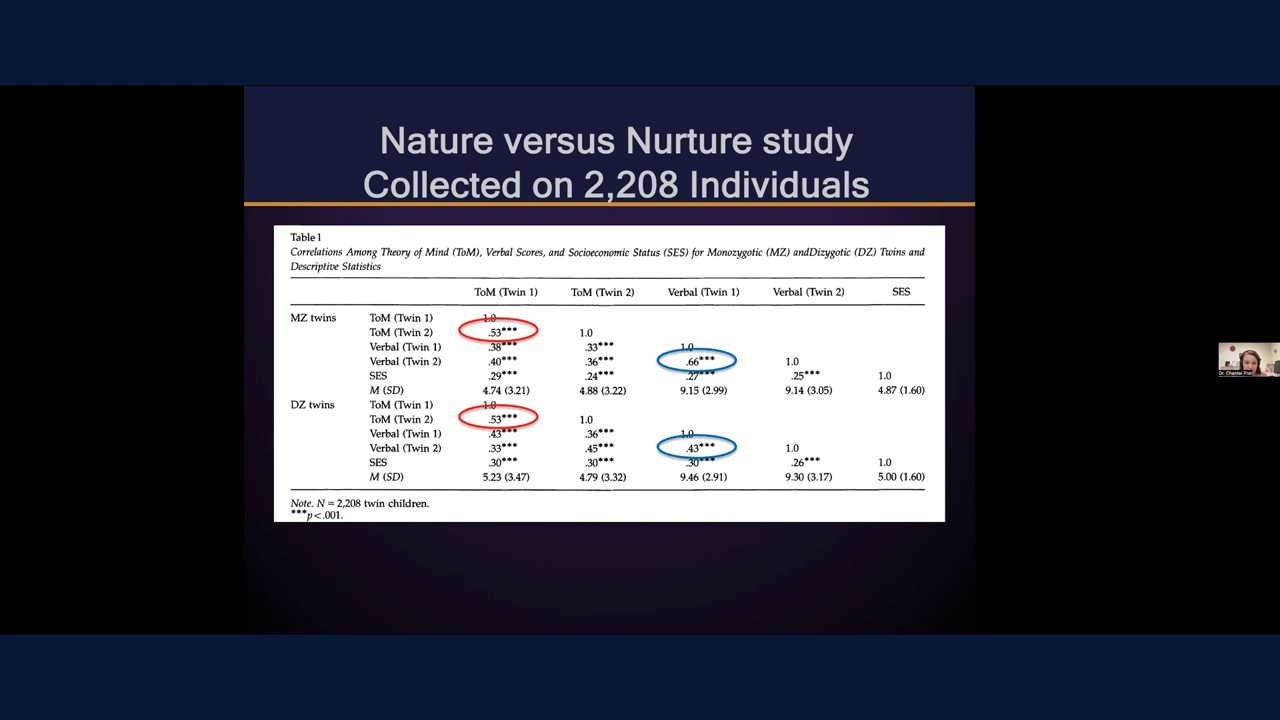 Nature versus Nurture study
Collected on 2,208 Individuals
Table 1
Correlations Among Theory of Mind (ToM), Verbal Scores, and Socioeconomic Status (SES) for Monozygotic (MZ) andDizygotic (DZ) Twins and
Descriptive Statistics
ToM (Twin 1) ToM (Twin 2) Verbal (Twin 1) Verbal (Twin 2) SES
MZ twins ToM (Twin 1) 1.0
ToM (Twin 2) .53*** 1.0
Verbal (Twin 1) .38*** .33*** 1.0
Verbal (Twin 2) .40*** .36*** .66*** 1.0
SES .29*** .24*** .27*** .25*** 1.0
M (SD) 4.74 (3.21) 4.88 (3.22) 9.15 (2.99) 9.14 (3.05) 4.87 (1.60)
DZ twins ToM (Twin 1) 1.0
ToM (Twin 2) .53*** 1.0
Verbal (Twin 1) .43*** .36*** 1.0
Verbal (Twin 2) .33*** .45*** .43*** 1.0
SES .30*** .30*** .30*** .26*** 1.0
M (SD) 5.23 (3.47) 4.79 (3.32) 9.46 (2.91) 9.30 (3.17) 5.00 (1.60)
Note. N = 2,208 twin children.
***p<.001.
Dr. Chantel Prat